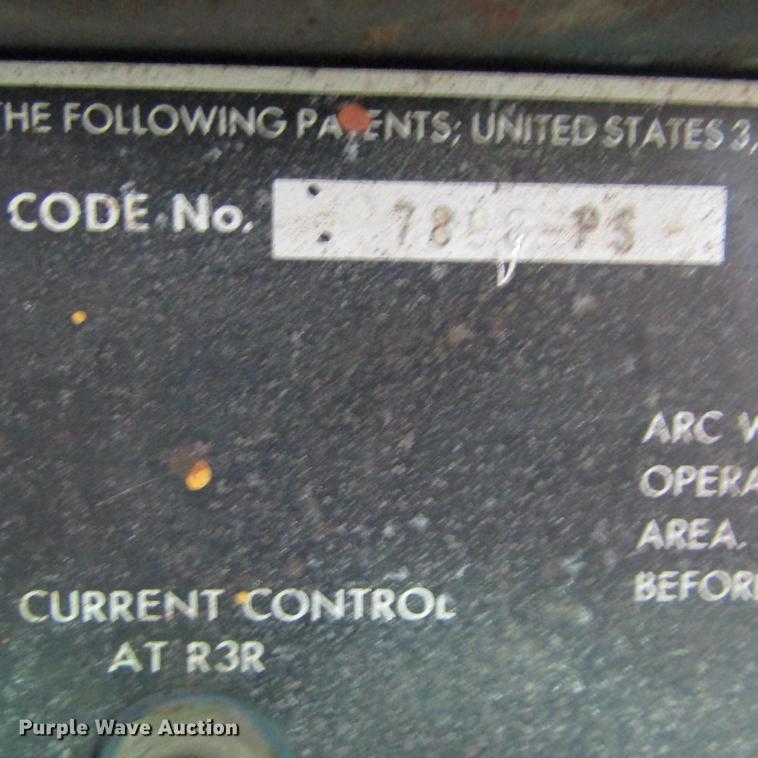 THE FOLLOWING PATENTS; UNITED STATES 3,
CODE No.
ARC
OPERA
AREA.
BEFOR
CURRENT CONTROL
AT R3R
Purple Wave Auction